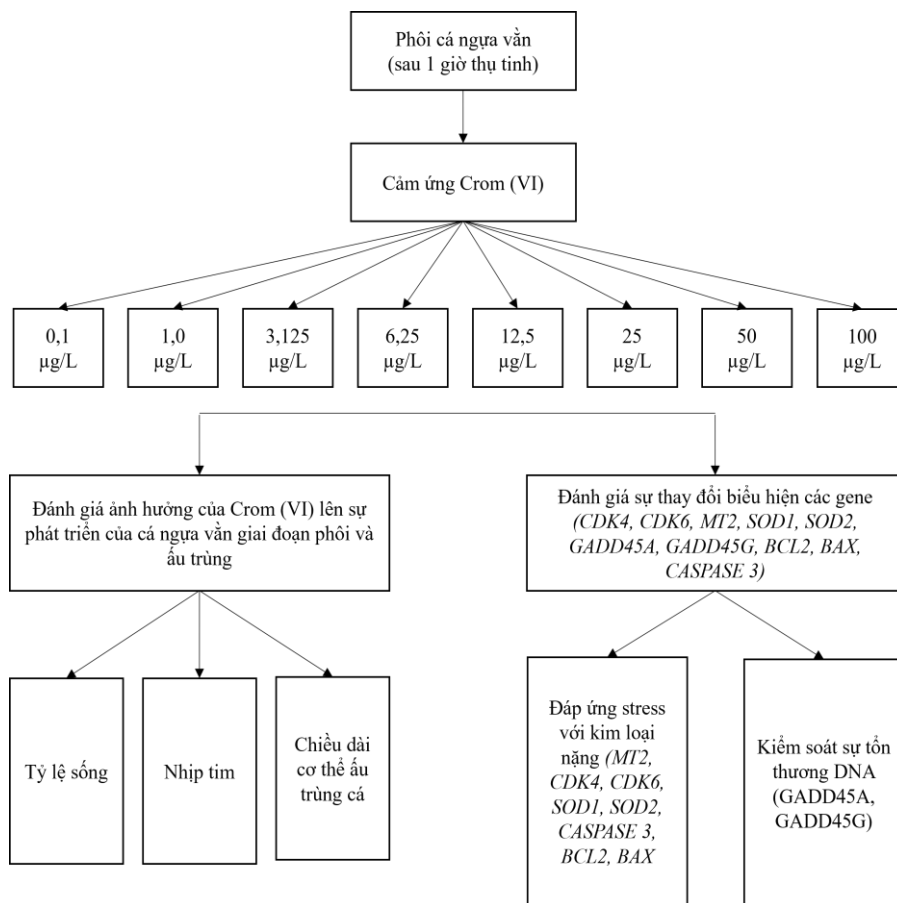 Phôi cá ngựa vằn
(sau 1 giờ thụ tinh)
Cảm ứng Crom (VI)
0,1
µg/L
1,0
µg/L
3,125
µg/L
6,25
µg/L
12,5
µg/L
25
µg/L
50
µg/L
100
µg/L
Đánh giá ảnh hưởng của Crom (VI) lên sự
phát triển của cá ngựa vằn giai đoạn phôi và
ấu trùng
Đánh giá sự thay đổi biểu hiện các gene
(CDK4, CDK6, MT2, SOD1, SOD2,
GADD45A, GADD45G, BCL2, BAX,
CASPASE 3)
Tỷ lệ sống
Nhịp tim
Chiều dài
cơ thể ấu
trùng cá
Đáp ứng stress
với kim loại
nặng (MT2,
CDK4, CDK6,
SOD1, SOD2,
CASPASE 3,
BCL2, BAX
Kiểm soát sự tổn
thương DNA
(GADD45A,
GADD45G)